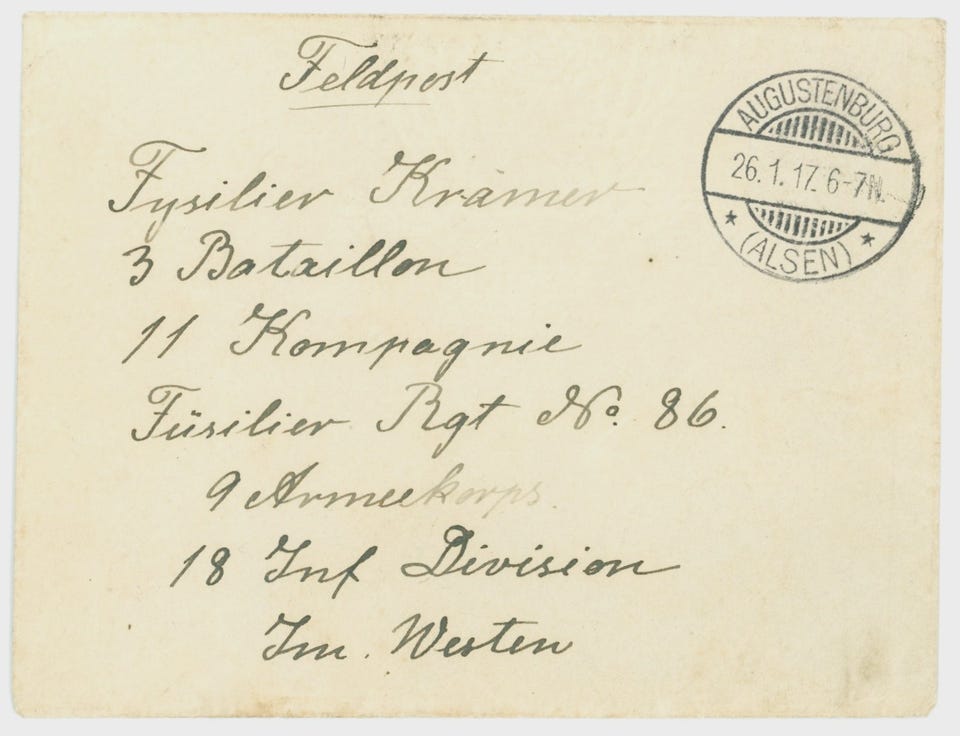 Feldpost
AUGUSTENBURG
26.1.17. 6-7N.
* (ALSEN) *
Fysilier Krämer
3 Bataillon
11 Kompagnie
Füsilier Rgt No. 86.
9 Armeekorps.
18 Inf Division
Im. Westen